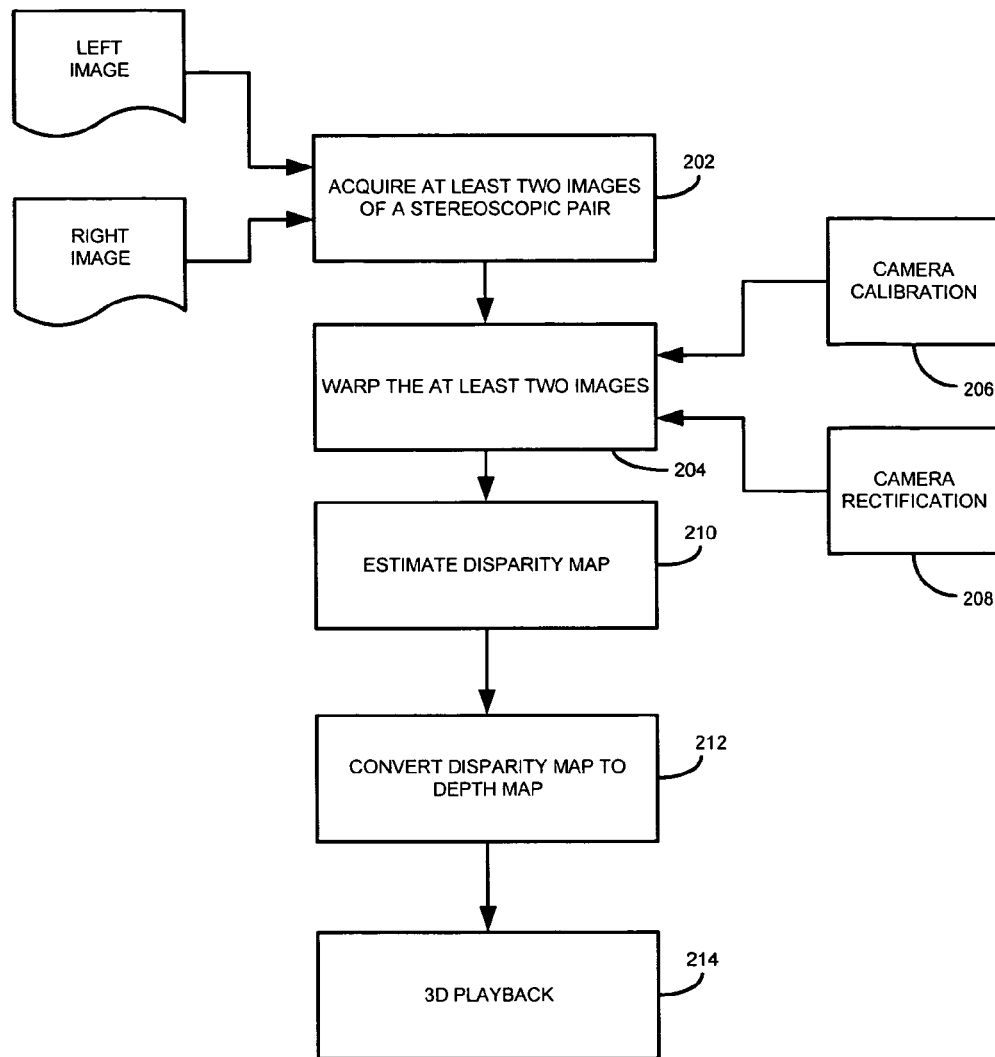 LEFT
IMAGE
202
ACQUIRE AT LEAST TWO IMAGES
OF A STEREOSCOPIC PAIR
RIGHT
IMAGE
CAMERA
CALIBRATION
WARP THE AT LEAST TWO IMAGES
206
204
CAMERA
RECTIFICATION
210
ESTIMATE DISPARITY MAP
208
212
CONVERT DISPARITY MAP TO
DEPTH MAP
214
3D PLAYBACK